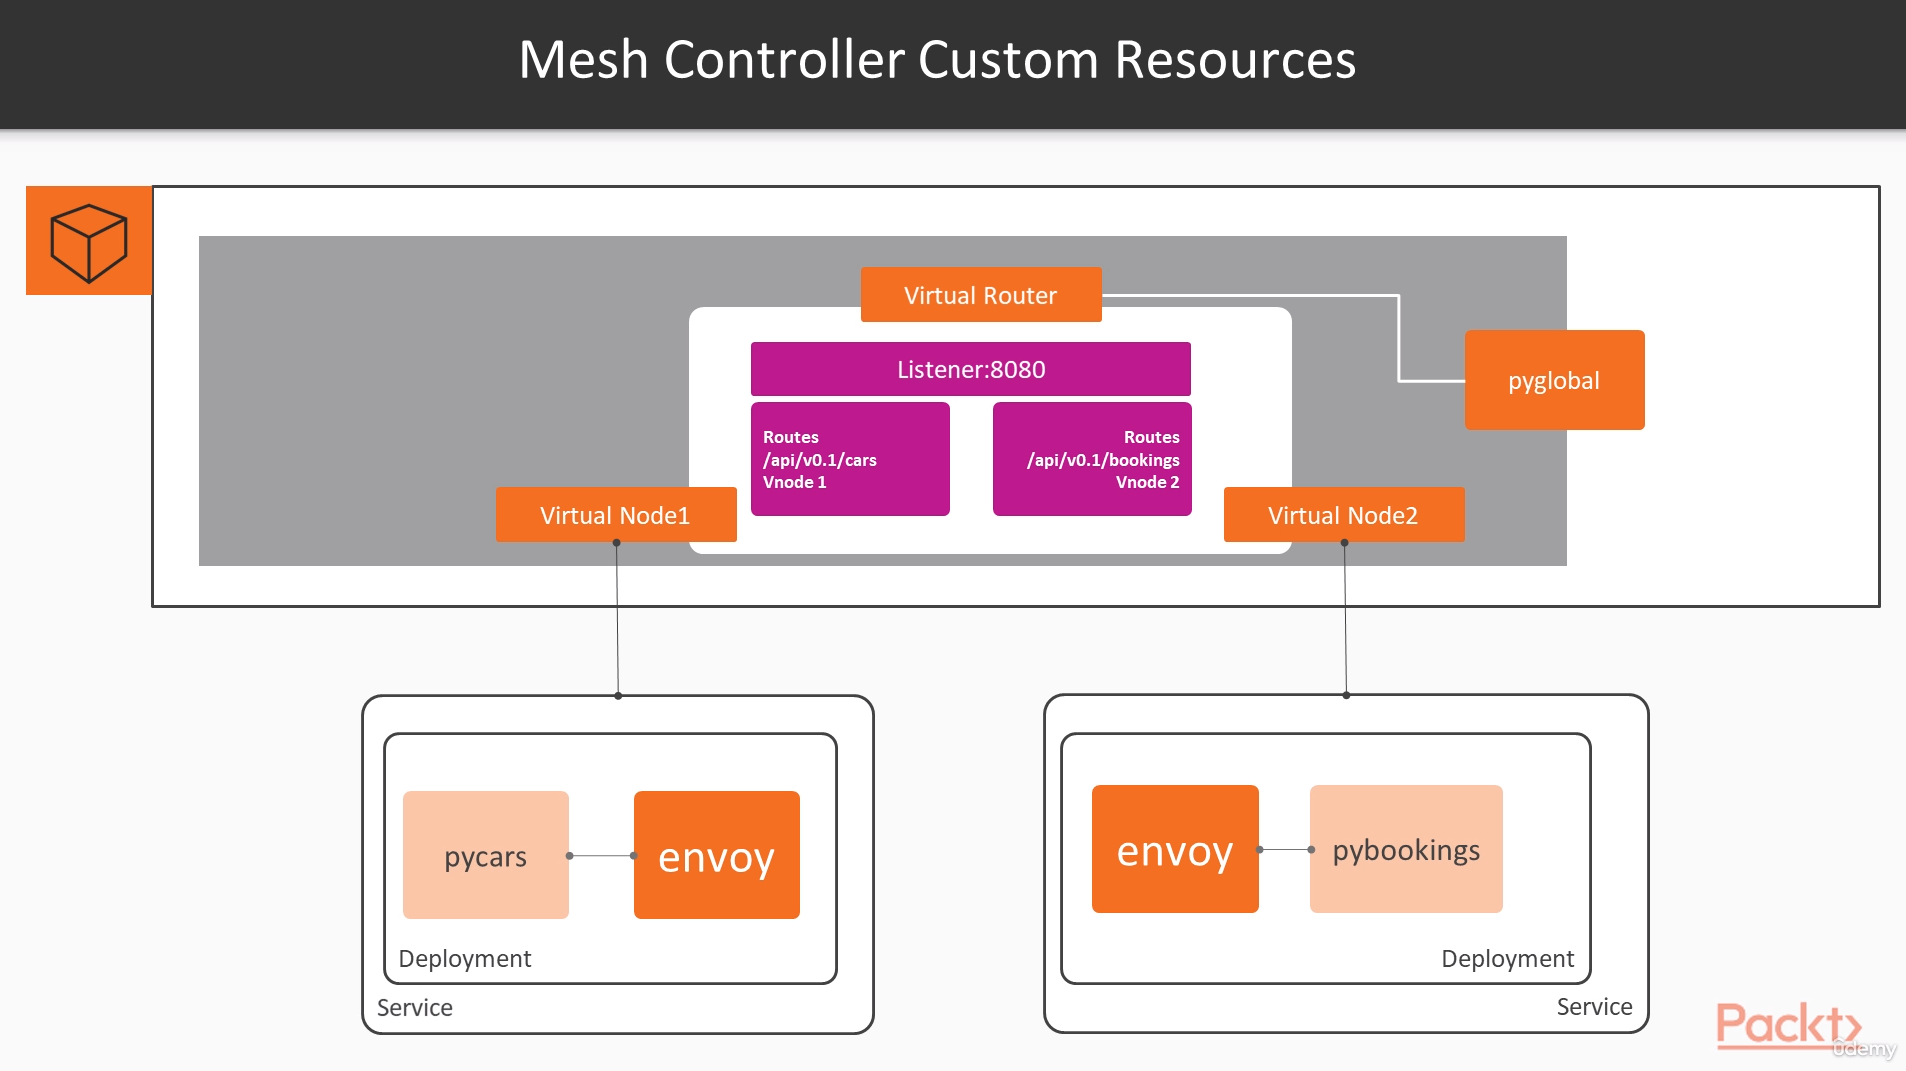 Mesh Controller Custom Resources
Virtual Router
Listener:8080
pyglobal
Routes
/api/v0.1/cars
Vnode 1
Routes
/api/v0.1/bookings
Vnode 2
Virtual Node1
Virtual Node2
pycars
envoy
Deployment
Service
envoy
pybookings
Deployment
Service
Packt
ûdemy